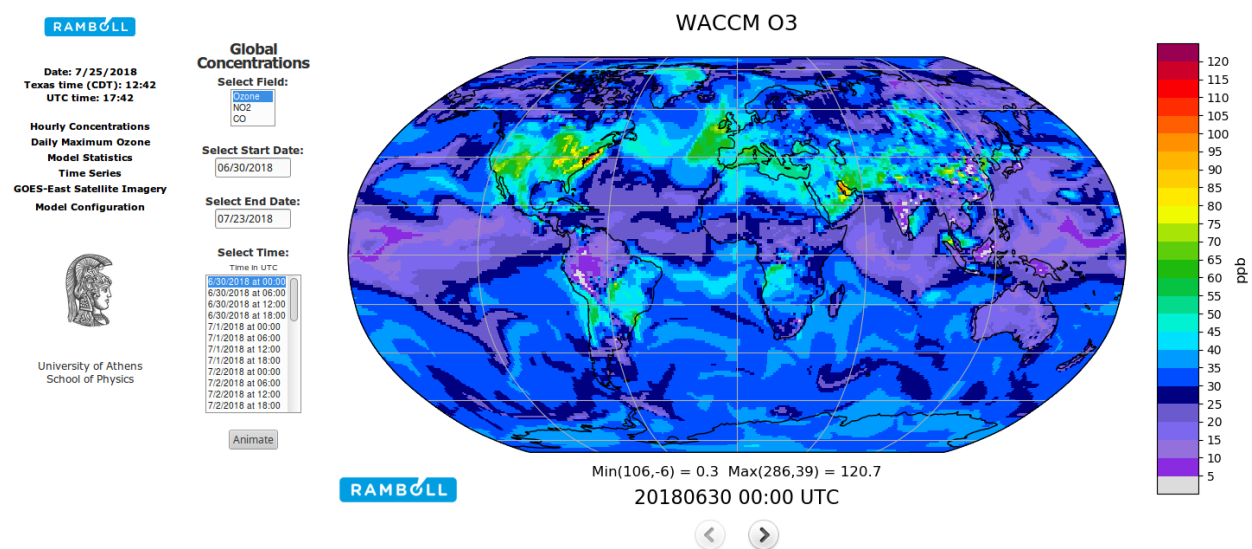 RAMBOLL
Date: 7/25/2018
Texas time (CDT): 12:42
UTC time: 17:42
Hourly Concentrations
Daily Maximum Ozone
Model Statistics
Time Series
GOES-East Satellite Imagery
Model Configuration
University of Athens
School of Physics
Global
Concentrations
Select Field:
Ozone
NO2
CO
Select Start Date:
06/30/2018
Select End Date:
07/23/2018
Select Time:
Time in UTC
6/30/2018 at 00:00
6/30/2018 at 06:00
6/30/2018 at 12:00
6/30/2018 at 18:00
7/1/2018 at 00:00
7/1/2018 at 06:00
7/1/2018 at 12:00
7/1/2018 at 18:00
7/2/2018 at 00:00
7/2/2018 at 06:00
7/2/2018 at 12:00
7/2/2018 at 18:00
Animate
WACCM O3
120
115
110
105
100
95
90
85
80
75
70
65
60
55
50
45
40
35
30
25
20
15
10
5
ppb
Min(106,-6) = 0.3 Max(286,39) = 120.7
RAMBOLL
20180630 00:00 UTC